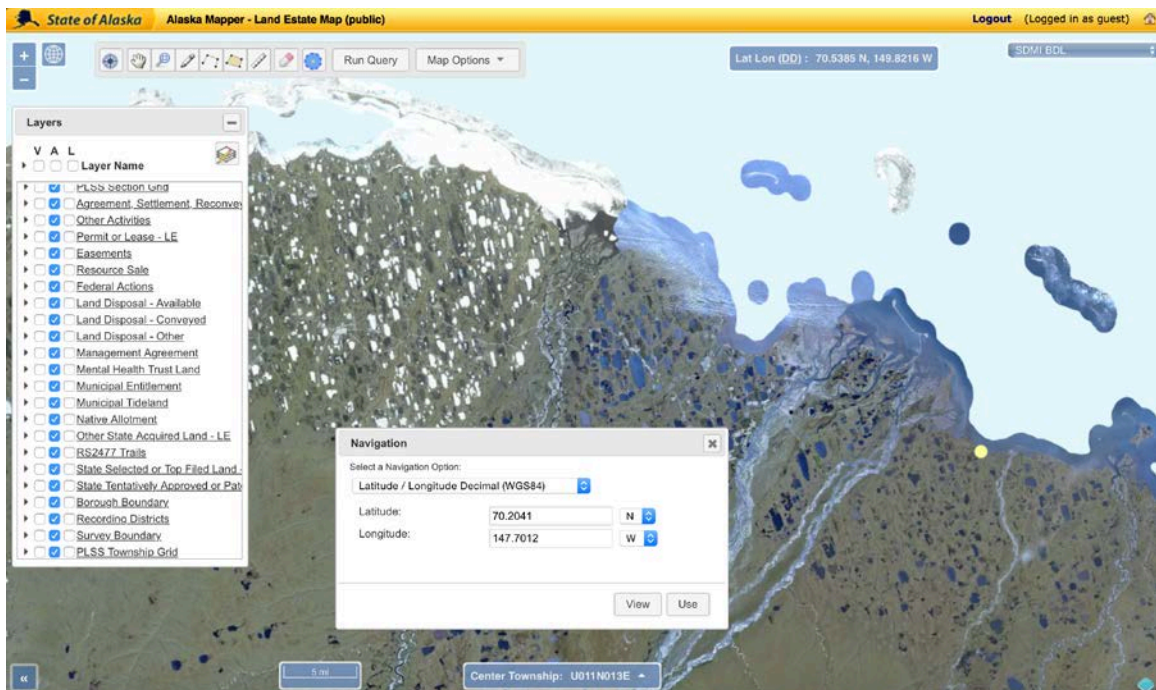 State of Alaska Alaska Mapper - Land Estate Map (public) Logout (Logged in as guest)
+
−
Run Query Map Options
Lat Lon (DD) : 70.5385 N, 149.8216 W
SDMI BDL
Layers
V A L
Layer Name
PLSS Section Grid
Agreement, Settlement, Reconvey
Other Activities
Permit or Lease - LE
Easements
Resource Sale
Federal Actions
Land Disposal - Available
Land Disposal - Conveyed
Land Disposal - Other
Management Agreement
Mental Health Trust Land
Municipal Entitlement
Municipal Tideland
Native Allotment
Other State Acquired Land - LE
RS2477 Trails
State Selected or Top Filed Land -
State Tentatively Approved or Pat
Borough Boundary
Recording Districts
Survey Boundary
PLSS Township Grid
Navigation
Select a Navigation Option:
Latitude / Longitude Decimal (WGS84)
Latitude: 70.2041 N
Longitude: 147.7012 W
View Use
«
5 mi
Center Township: U011N013E